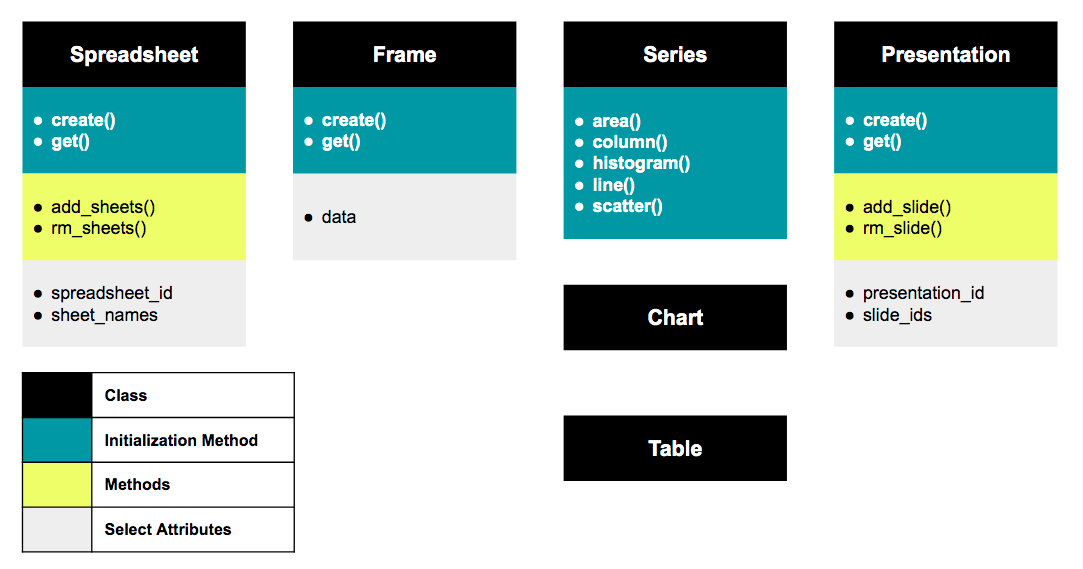 Spreadsheet
● create()
● get()
● add_sheets()
● rm_sheets()
● spreadsheet_id
● sheet_names
Frame
● create()
● get()
● data
Series
● area()
● column()
● histogram()
● line()
● scatter()
Chart
Table
Presentation
● create()
● get()
● add_slide()
● rm_slide()
● presentation_id
● slide_ids
Class
Initialization Method
Methods
Select Attributes